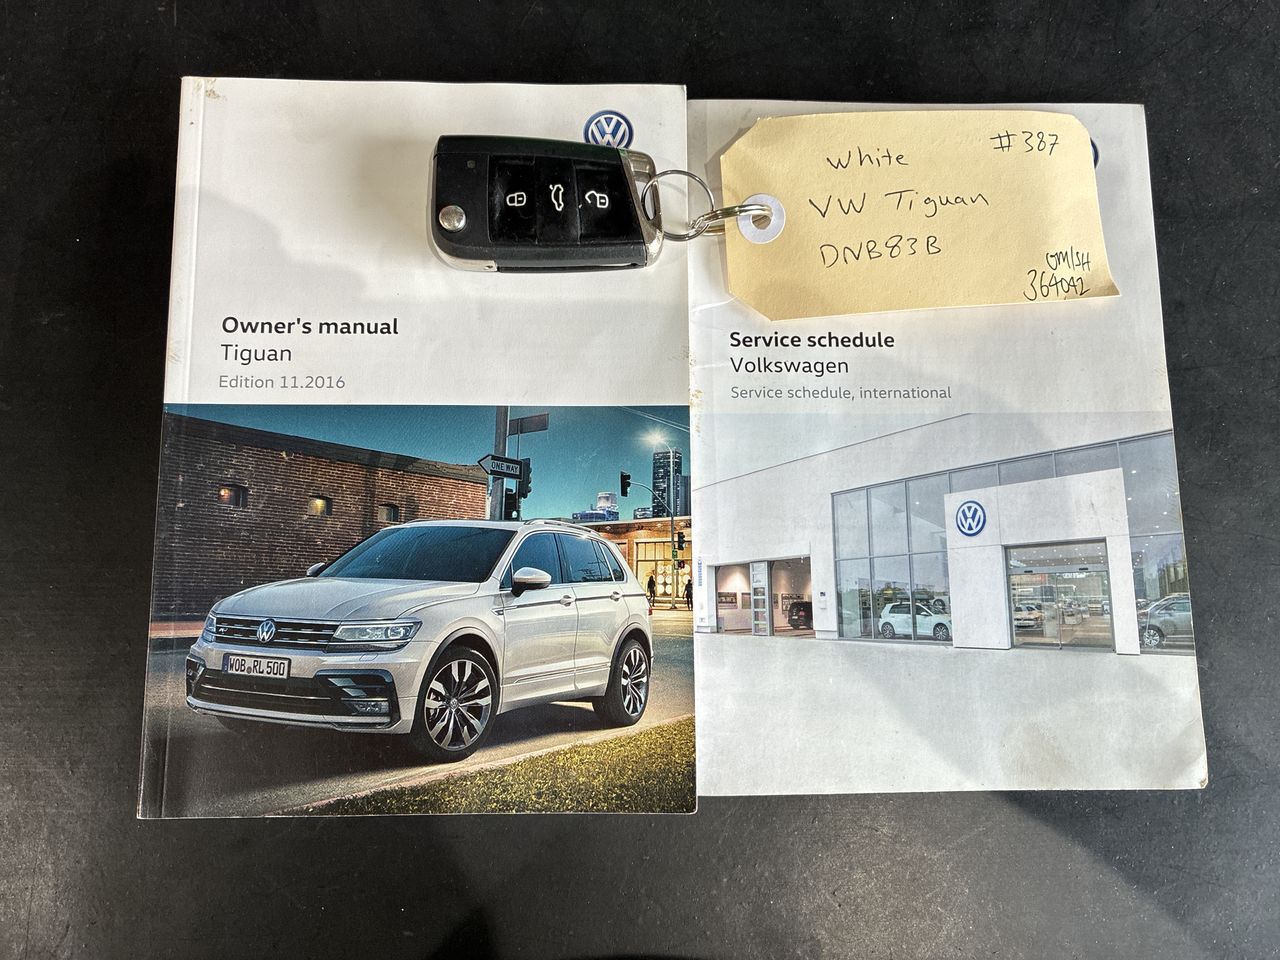 Owner's manual
Tiguan
Edition 11.2016
ONE WAY
WOB RL 500
#387
White
VW Tiguan
DNB83B
GM/SH
364042
Service schedule
Volkswagen
Service schedule, international